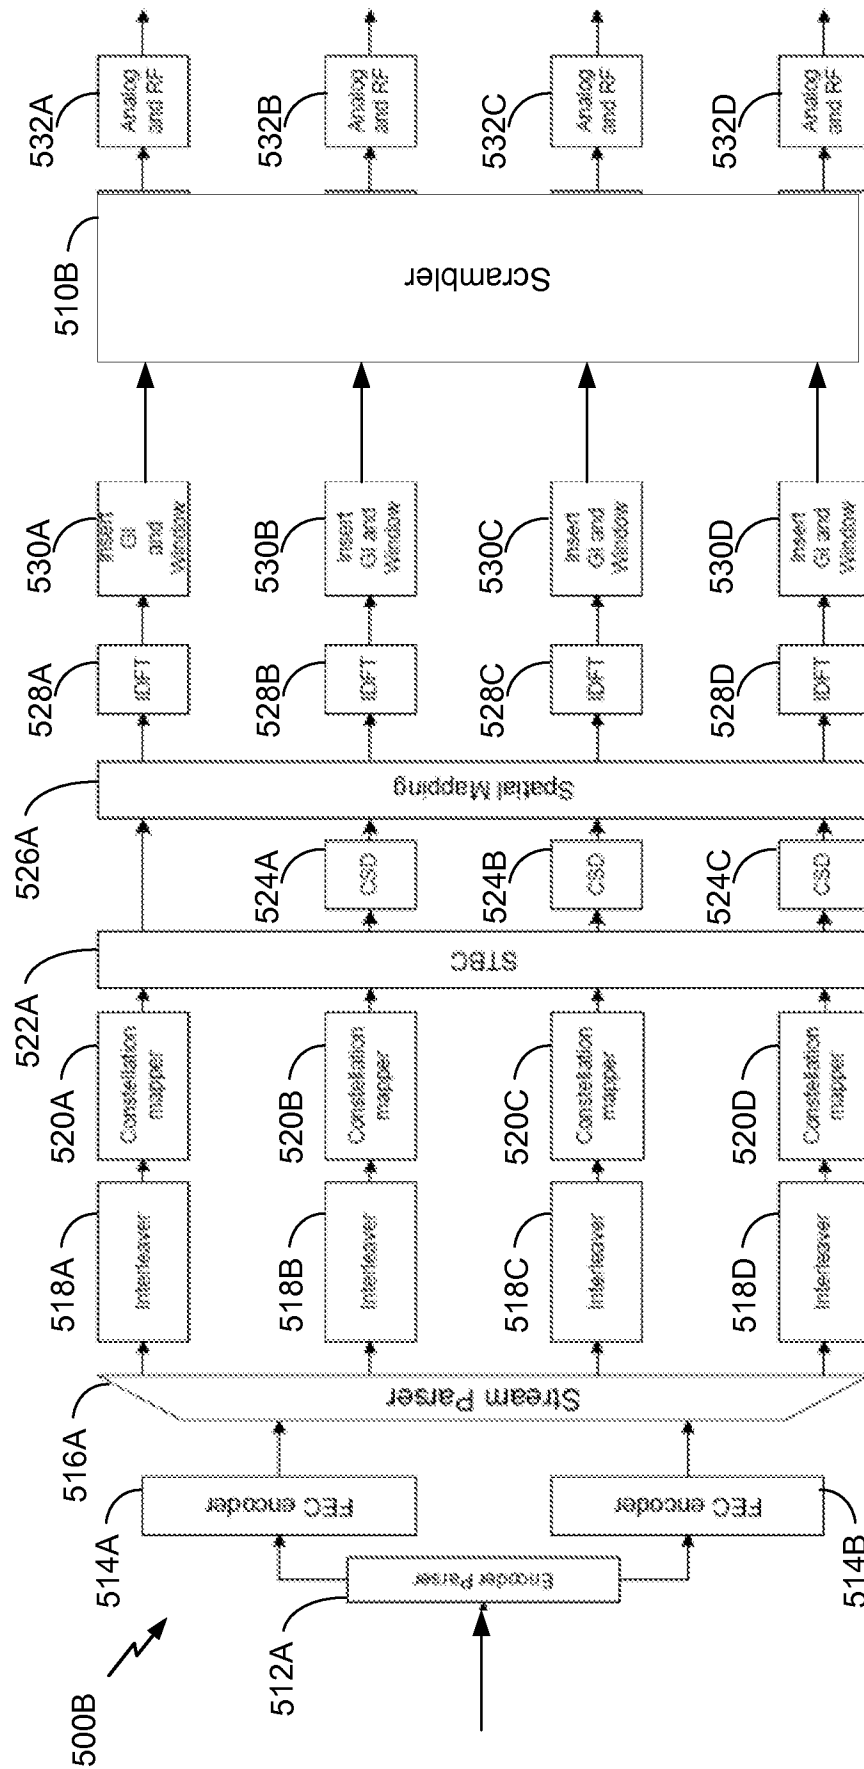 500B
512A
Encoder Parser
514A
FEC encoder
514B
FEC encoder
516A
Stream Parser
518A
Interleaver
518B
Interleaver
518C
Interleaver
518D
Interleaver
520A
Constellation
mapper
520B
Constellation
mapper
520C
Constellation
mapper
520D
Constellation
mapper
522A
STBC
524A
CSD
524B
CSD
524C
CSD
526A
Spatial Mapping
528A
IDFT
528B
IDFT
528C
IDFT
528D
IDFT
530A
Insert
GI
and
Window
530B
Insert
GI and
Window
530C
Insert
GI and
Window
530D
Insert
GI and
Window
510B
Scrambler
532A
Analog
and RF
532B
Analog
and RF
532C
Analog
and RF
532D
Analog
and RF